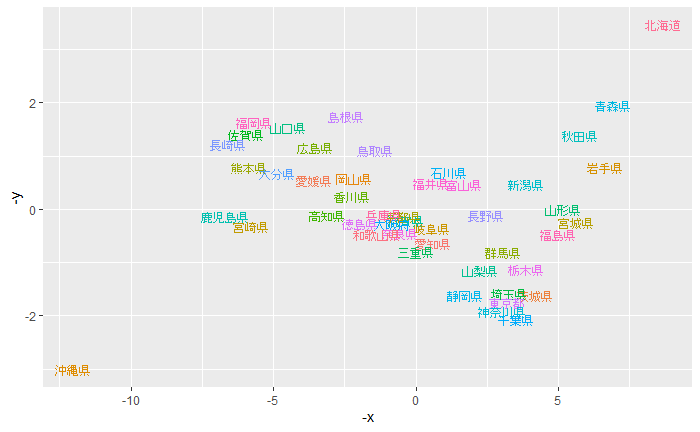 北海道
2
青森県
島根県
福岡県
山口県
佐賀県
秋田県
長崎県
広島県
鳥取県
熊本県
岩手県
大分県
石川県
愛媛県
岡山県
福井県
富山県
新潟県
香川県
0
山形県
鹿児島県
高知県
兵庫県
徳島県
大阪府
長野県
宮城県
宮崎県
岐阜県
和歌山県
奈良県
福島県
愛知県
三重県
群馬県
山梨県
栃木県
静岡県
埼玉県
茨城県
東京都
神奈川県
-2
千葉県
沖縄県
-10
-5
0
5
-x
-y